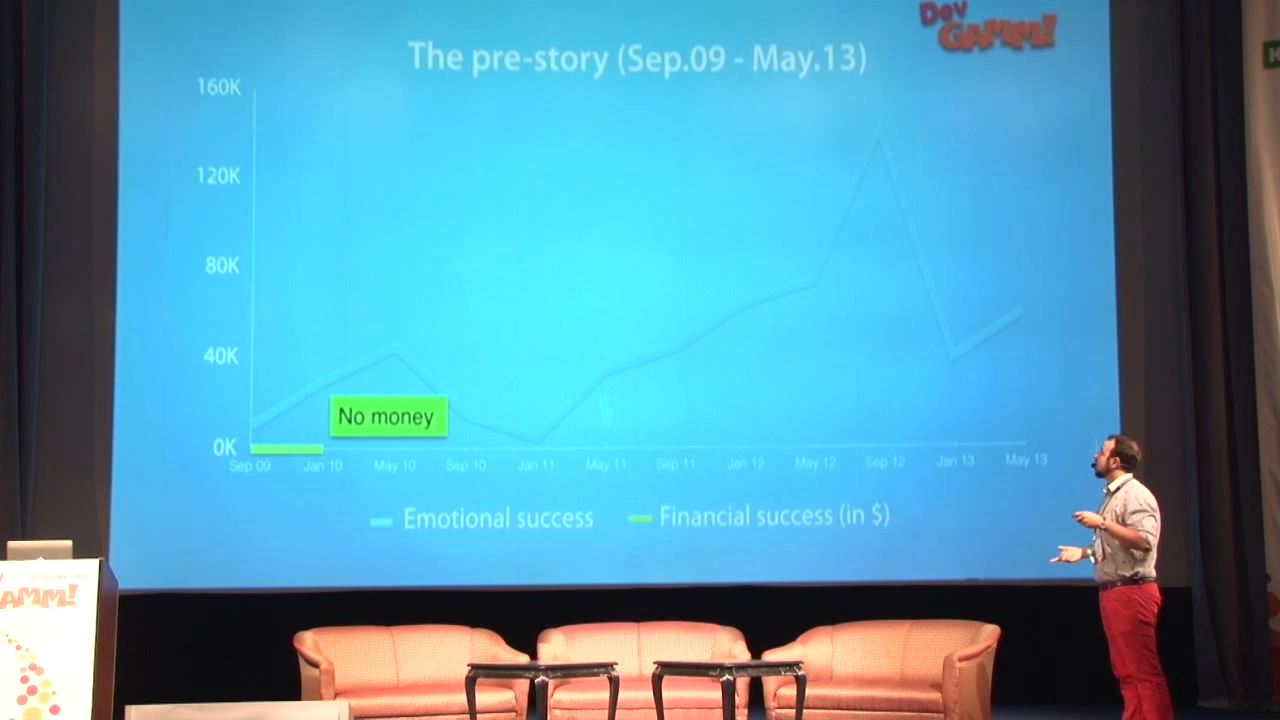 Dev
GAMM!
The pre-story (Sep.09 - May.13)
160K
120K
80K
40K
No money
0K
Sep 09 Jan 10 May 10 Sep 10 Jan 11 May 11 Sep 11 Jan 12 May 12 Sep 12 Jan 13 May 13
Emotional success Financial success (in $)
AMM!